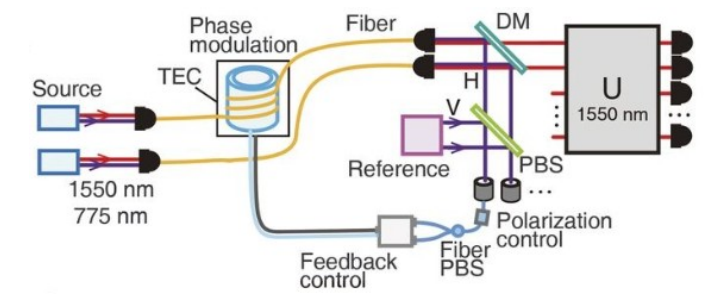 Phase
modulation
Fiber
DM
TEC
Source
H
U
1550 nm
...
V
Reference
PBS
1550 nm
775 nm
...
Polarization
control
Fiber
PBS
Feedback
control